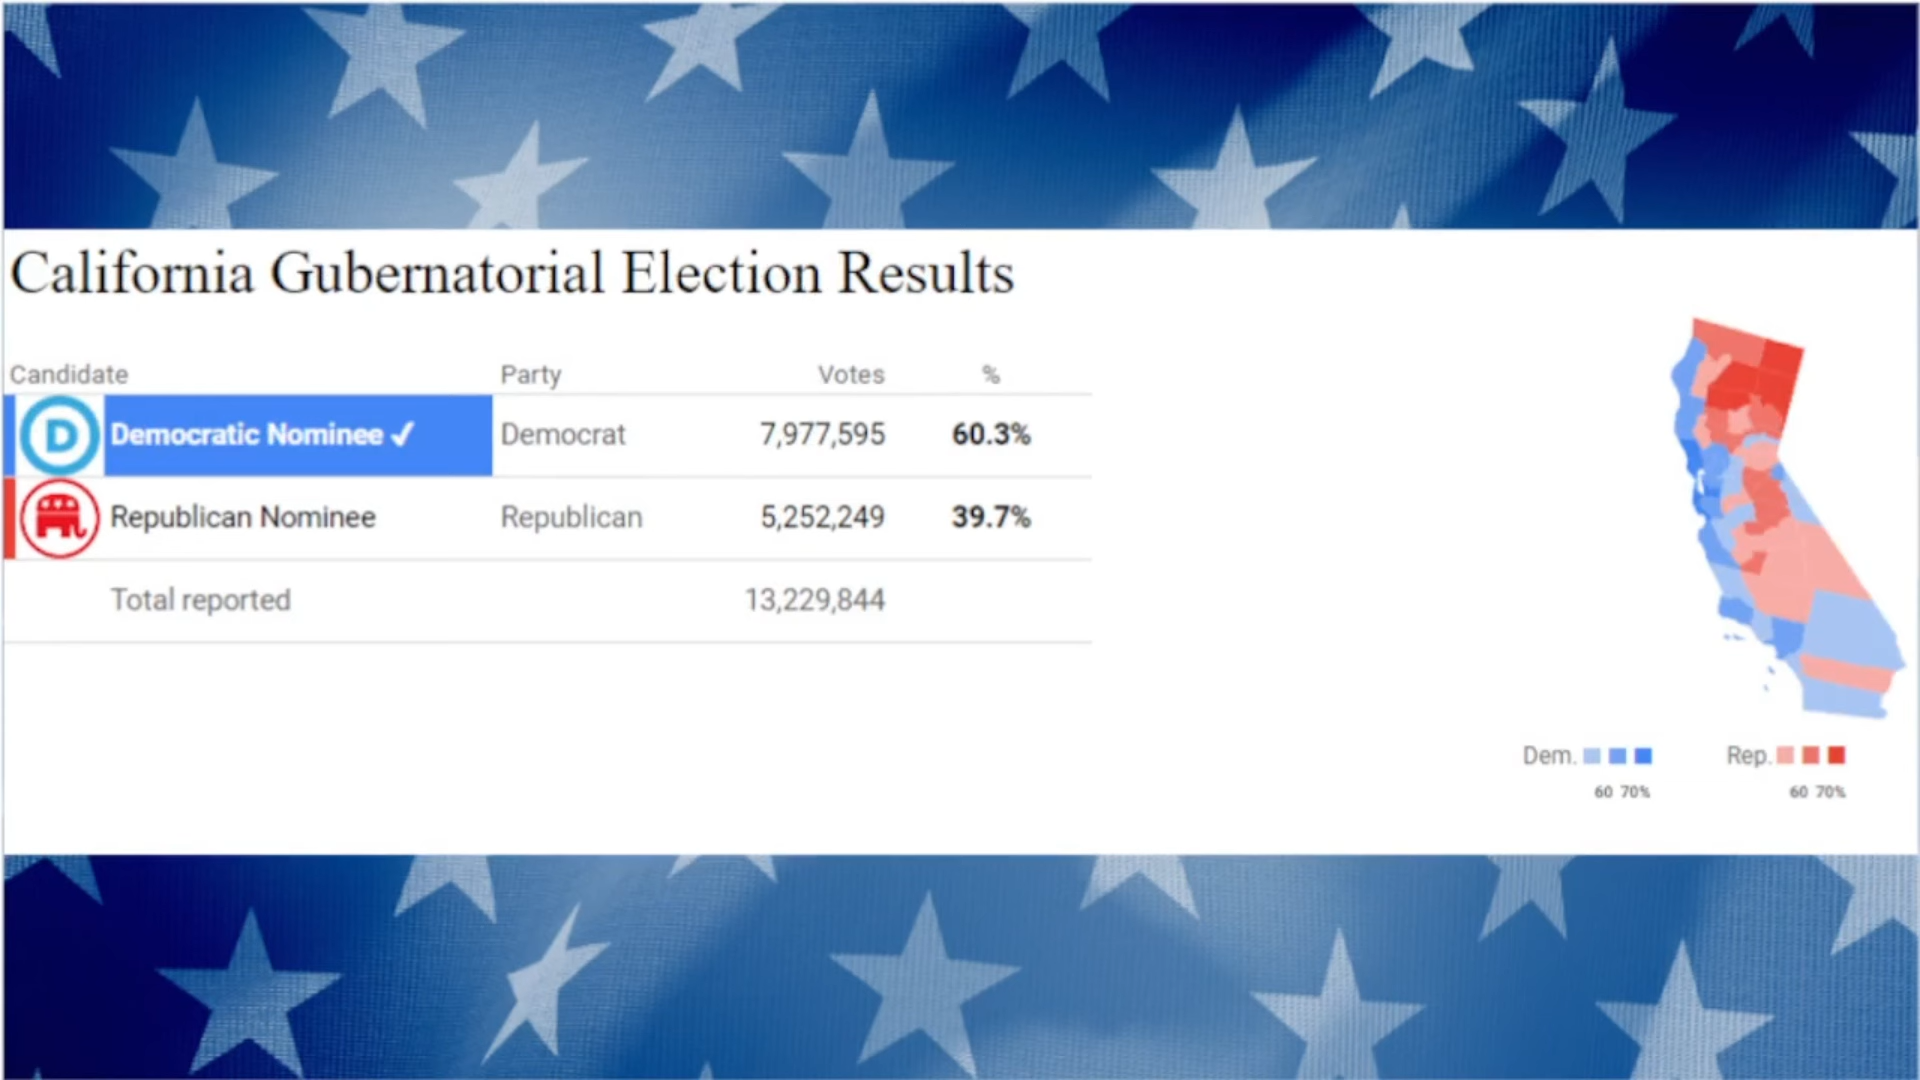 California Gubernatorial Election Results
Candidate Party Votes %
D Democratic Nominee ✓ Democrat 7,977,595 60.3%
Republican Nominee Republican 5,252,249 39.7%
Total reported 13,229,844
Dem. Rep.
60 70% 60 70%